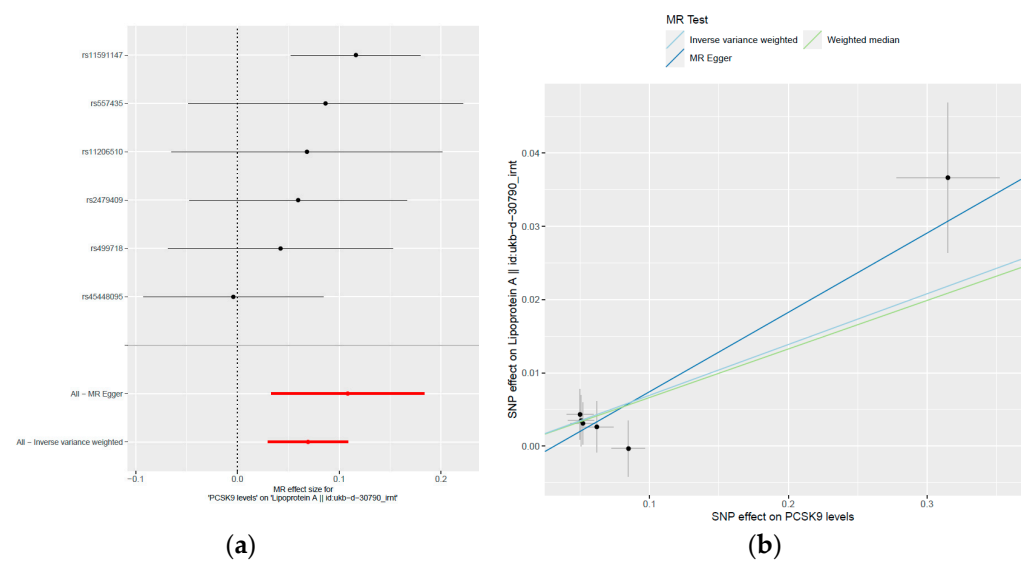 rs11591147
rs557435
rs11206510
rs2479409
rs499718
rs45448095
All − MR Egger
All − Inverse variance weighted
−0.1 0.0 0.1 0.2
MR effect size for
'PCSK9 levels' on 'Lipoprotein A || id:ukb−d−30790_irnt'
(a)
MR Test
Inverse variance weighted Weighted median
MR Egger
SNP effect on Lipoprotein A || id:ukb−d−30790_irnt
0.04
0.03
0.02
0.01
0.00
0.1 0.2 0.3
SNP effect on PCSK9 levels
(b)